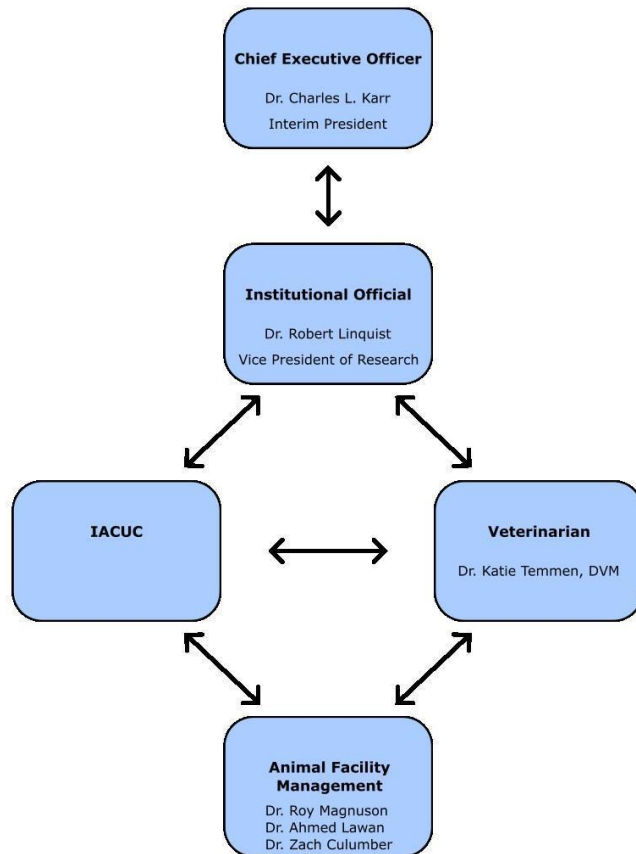 Chief Executive Officer
Dr. Charles L. Karr
Interim President
Institutional Official
Dr. Robert Linquist
Vice President of Research
IACUC
Veterinarian
Dr. Katie Temmen, DVM
Animal Facility
Management
Dr. Roy Magnuson
Dr. Ahmed Lawan
Dr. Zach Culumber